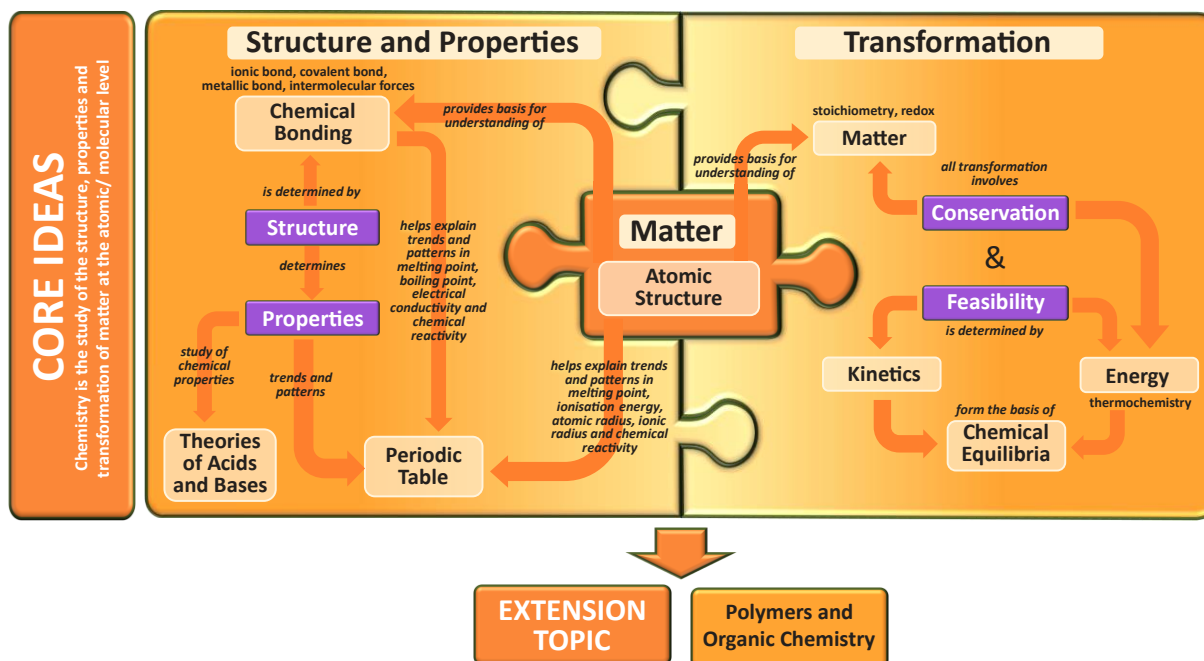 CORE IDEAS
Chemistry is the study of the structure, properties and
transformation of matter at the atomic/ molecular level
Structure and Properties
ionic bond, covalent bond,
metallic bond, intermolecular forces
Chemical
Bonding
provides basis for
understanding of
is determined by
Structure
determines
Properties
helps explain
trends and
patterns in
melting point,
boiling point,
electrical
conductivity and
chemical
reactivity
study of
chemical
properties
trends and
patterns
Theories
of Acids
and Bases
Periodic
Table
Matter
Atomic
Structure
helps explain trends
and patterns in
melting point,
ionisation energy,
atomic radius, ionic
radius and chemical
reactivity
Transformation
stoichiometry, redox
Matter
provides basis for
understanding of
all transformation
involves
Conservation
&
Feasibility
is determined by
Kinetics
Energy
thermochemistry
form the basis of
Chemical
Equilibria
EXTENSION
TOPIC
Polymers and
Organic Chemistry